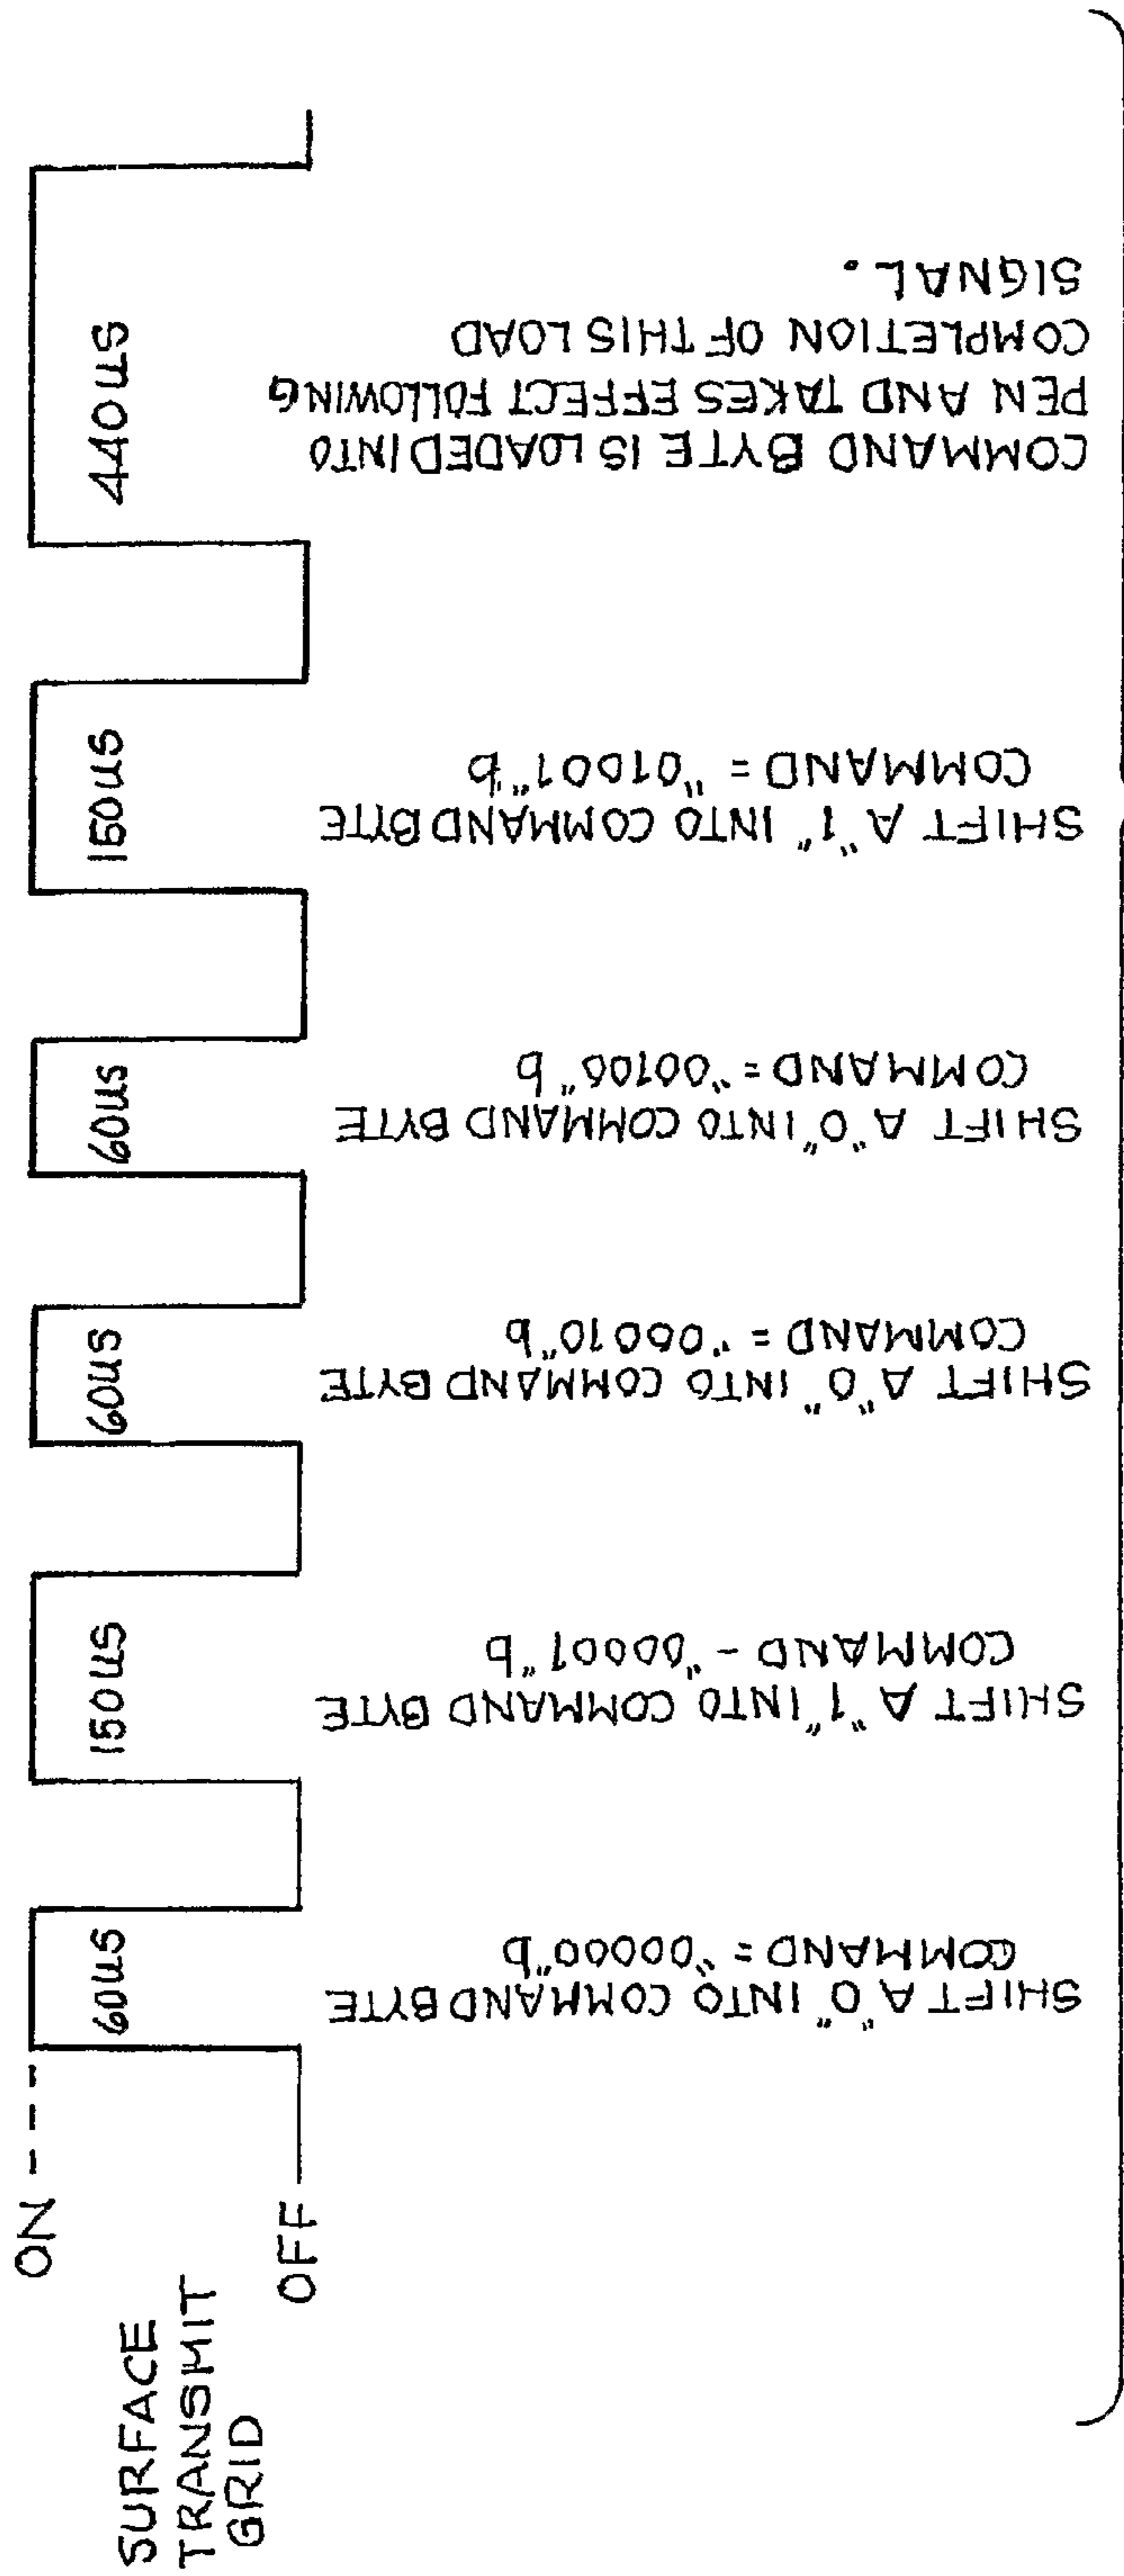 ON
SURFACE
TRANSMIT
GRID
OFF
60us
150us
60us
60us
150us
440us
SHIFT A "0" INTO COMMAND BYTE
COMMAND = "00000"b
SHIFT A "1" INTO COMMAND BYTE
COMMAND - "00001"b
SHIFT A "0" INTO COMMAND BYTE
COMMAND = "00010"b
SHIFT A "0" INTO COMMAND BYTE
COMMAND = "00100"b
SHIFT A "1" INTO COMMAND BYTE
COMMAND = "01001"b
COMMAND BYTE IS LOADED INTO
PEN AND TAKES EFFECT FOLLOWING
COMPLETION OF THIS LOAD
SIGNAL.